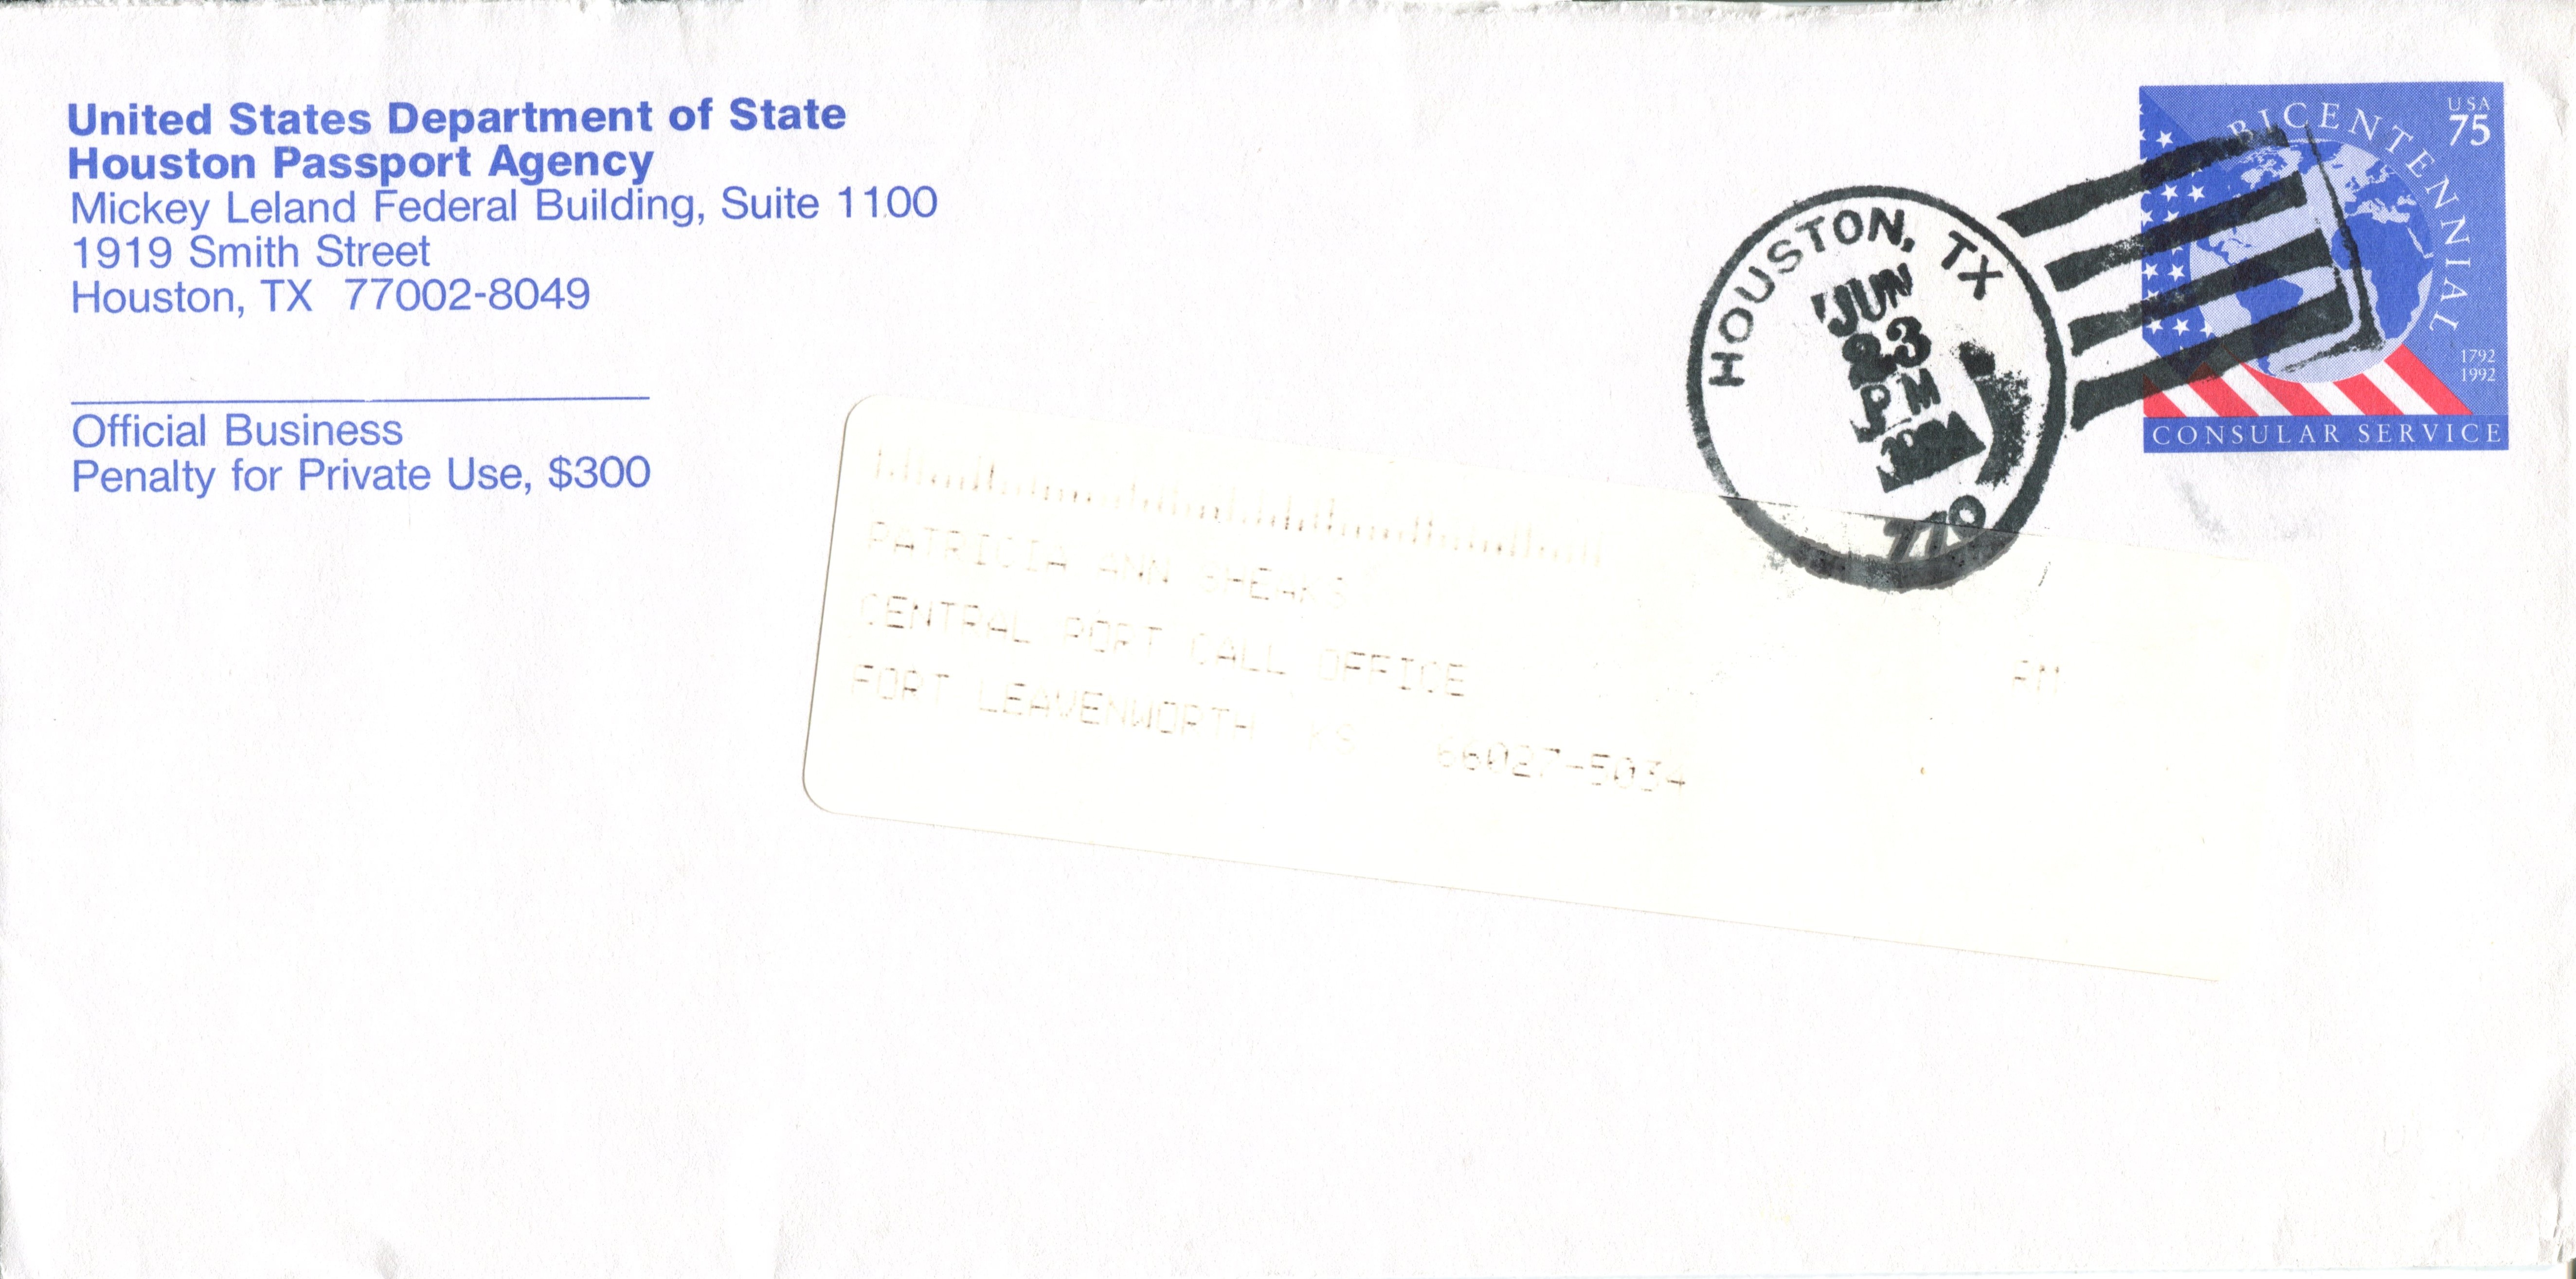 United States Department of State
Houston Passport Agency
Mickey Leland Federal Building, Suite 1100
1919 Smith Street
Houston, TX 77002-8049
Official Business
Penalty for Private Use, $300
HOUSTON, TX
JUN
23
PM
770
BICENTENNIAL
USA
75
1792
1992
CONSULAR SERVICE
PATRICIA ANN
CENTRAL PORT CALL OFFICE
FORT LEAVENWORTH KS 66027-5034